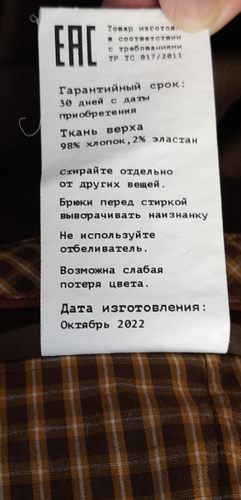 EAC
Товар изготовлен
в соответствии
с требованиями
ТР ТС 017/2011
Гарантийный срок:
30 дней с даты
приобретения
Ткань верха
98% хлопок,2% эластан
Стирайте отдельно
от других вещей.
Брюки перед стиркой
выворачивать наизнанку
Не используйте
отбеливатель.
Возможна слабая
потеря цвета.
Дата изготовления:
Октябрь 2022